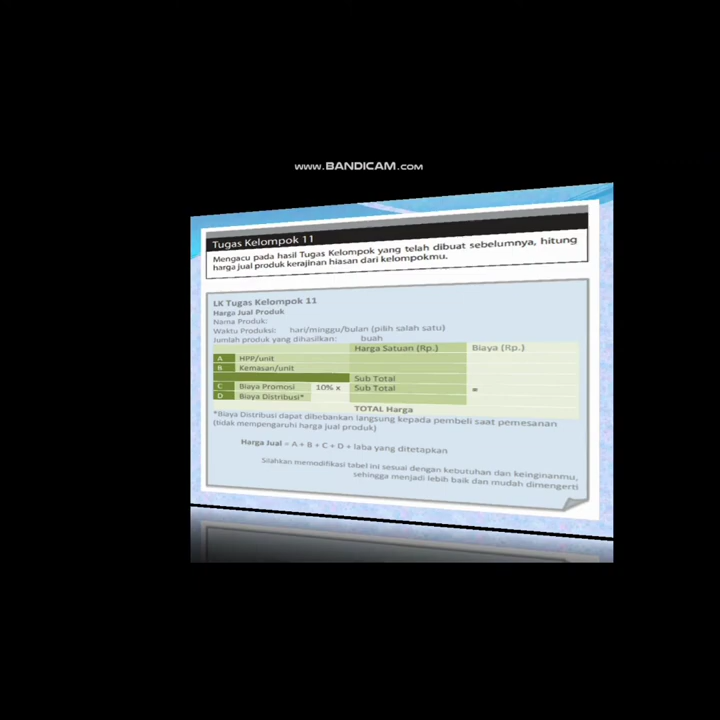 www.BANDICAM.com
Tugas Kelompok 11
Mengacu pada hasil Tugas Kelompok yang telah dibuat sebelumnya, hitung
harga jual produk kerajinan hiasan dari kelompokmu.
LK Tugas Kelompok 11
Harga Jual Produk
Nama Produk:
Waktu Produksi: hari/minggu/bulan (pilih salah satu)
Jumlah produk yang dihasilkan: buah
Harga Satuan (Rp.) Biaya (Rp.)
A HPP/unit
B Kemasan/unit
Sub Total
C Biaya Promosi 10% x Sub Total =
D Biaya Distribusi*
TOTAL Harga
*Biaya Distribusi dapat dibebankan langsung kepada pembeli saat pemesanan
(tidak mempengaruhi harga jual produk)
Harga Jual = A + B + C + D + laba yang ditetapkan
Silahkan memodifikasi tabel ini sesuai dengan kebutuhan dan keinginanmu,
sehingga menjadi lebih baik dan mudah dimengerti